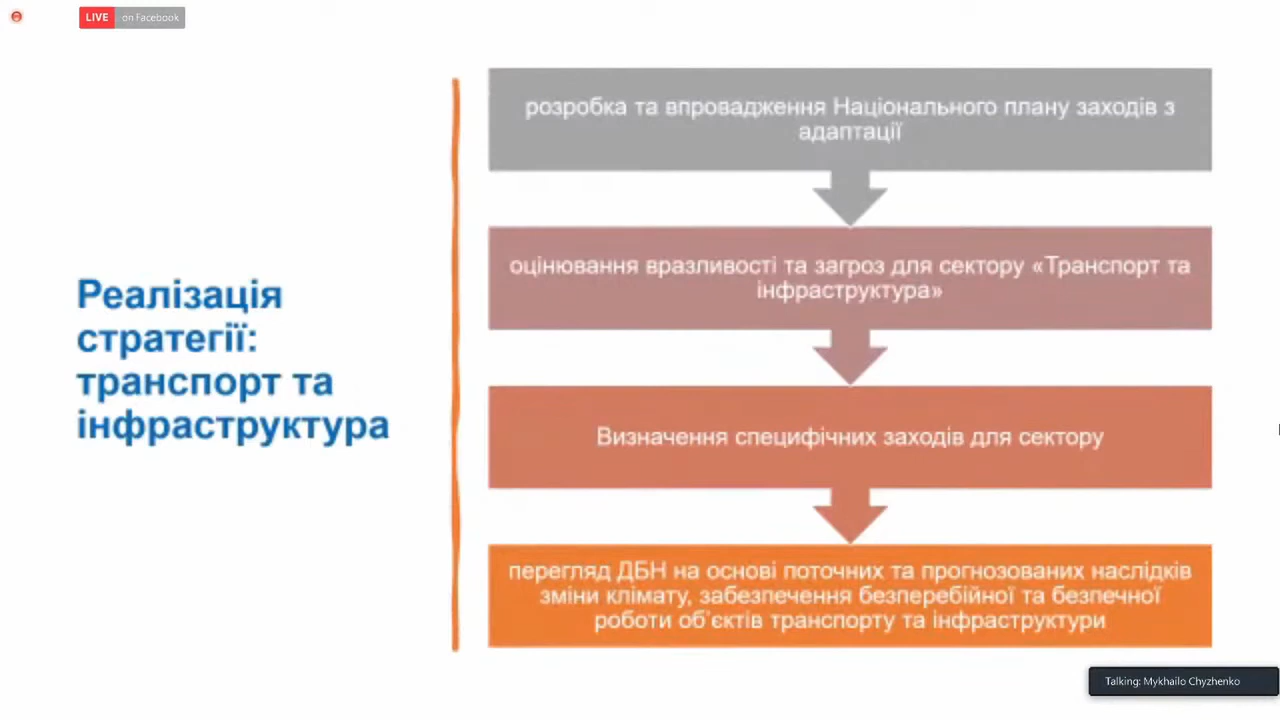 LIVE on Facebook
Реалізація
стратегії:
транспорт та
інфраструктура
розробка та впровадження Національного плану заходів з
адаптації
оцінювання вразливості та загроз для сектору «Транспорт та
інфраструктура»
Визначення специфічних заходів для сектору
перегляд ДБН на основі поточних та прогнозованих наслідків
зміни клімату, забезпечення безперебійної та безпечної
роботи об'єктів транспорту та інфраструктури
Talking: Mykhailo Chyzhenko